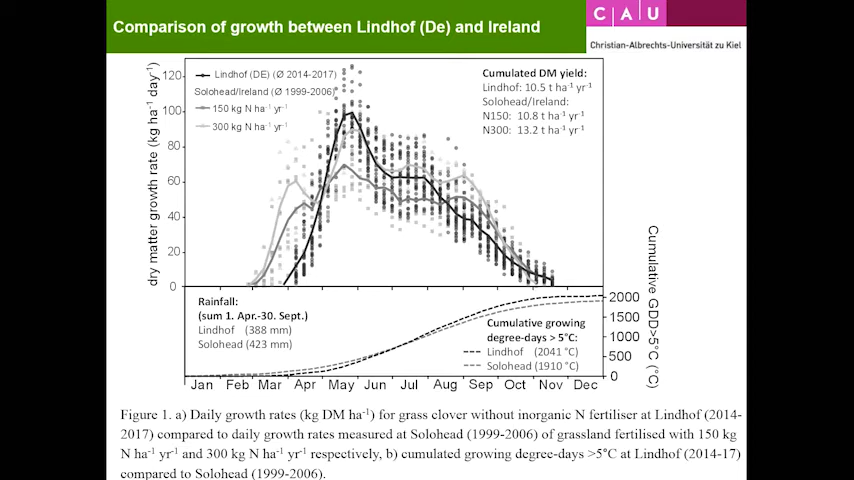 Comparison of growth between Lindhof (De) and Ireland
C A U
Christian-Albrechts-Universität zu Kiel
dry matter growth rate (kg ha⁻¹ day⁻¹)
120
100
80
60
40
20
0
Lindhof (DE) (Ø 2014-2017)
Solohead/Ireland (Ø 1999-2006)
150 kg N ha⁻¹ yr⁻¹
300 kg N ha⁻¹ yr⁻¹
Cumulated DM yield:
Lindhof: 10.5 t ha⁻¹ yr⁻¹
Solohead/Ireland:
N150: 10.8 t ha⁻¹ yr⁻¹
N300: 13.2 t ha⁻¹ yr⁻¹
Rainfall:
(sum 1. Apr.-30. Sept.)
Lindhof (388 mm)
Solohead (423 mm)
Cumulative growing
degree-days > 5°C:
Lindhof (2041 °C)
Solohead (1910 °C)
2000
1500
1000
500
0
Cumulative GDD>5°C (°C)
Jan Feb Mar Apr May Jun Jul Aug Sep Oct Nov Dec
Figure 1. a) Daily growth rates (kg DM ha⁻¹) for grass clover without inorganic N fertiliser at Lindhof (2014-
2017) compared to daily growth rates measured at Solohead (1999-2006) of grassland fertilised with 150 kg
N ha⁻¹ yr⁻¹ and 300 kg N ha⁻¹ yr⁻¹ respectively, b) cumulated growing degree-days >5°C at Lindhof (2014-17)
compared to Solohead (1999-2006).